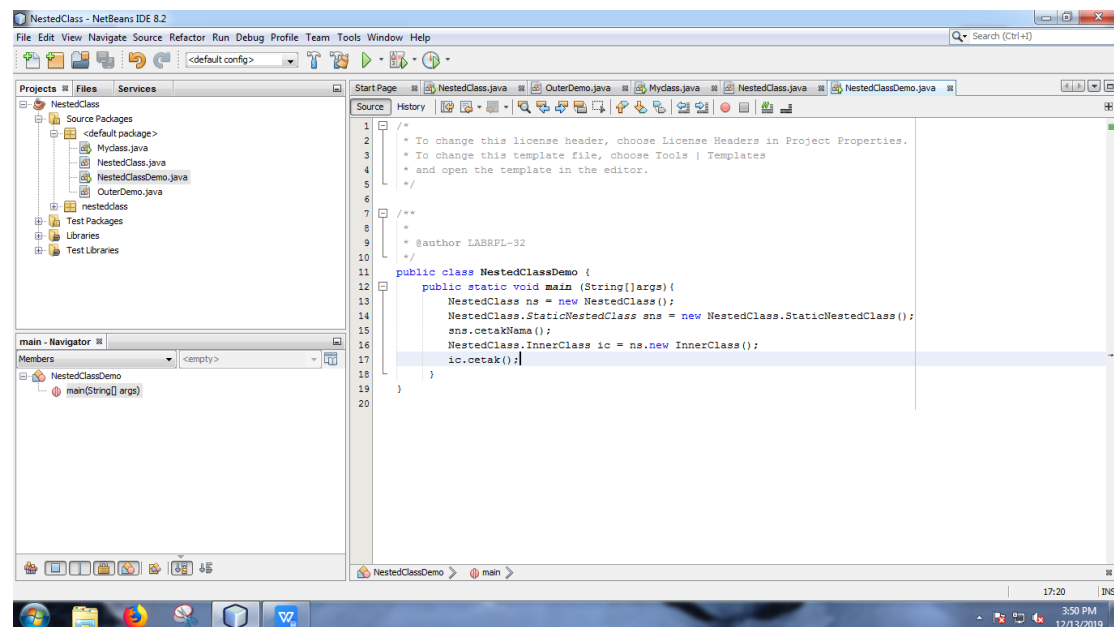 NestedClass - NetBeans IDE 8.2
File Edit View Navigate Source Refactor Run Debug Profile Team Tools Window Help
Search (Ctrl+I)
<default config>
Projects Files Services
Start Page NestedClass.java OuterDemo.java Myclass.java NestedClass.java NestedClassDemo.java
NestedClass
Source Packages
<default package>
Myclass.java
NestedClass.java
NestedClassDemo.java
OuterDemo.java
nestedclass
Test Packages
Libraries
Test Libraries
main - Navigator
Members <empty>
NestedClassDemo
main(String[] args)
Source History
1 /*
2 * To change this license header, choose License Headers in Project Properties.
3 * To change this template file, choose Tools | Templates
4 * and open the template in the editor.
5 */
6
7 /**
8 *
9 * @author LABRPL-32
10 */
11 public class NestedClassDemo {
12 public static void main (String[]args){
13 NestedClass ns = new NestedClass();
14 NestedClass.StaticNestedClass sns = new NestedClass.StaticNestedClass();
15 sns.cetakNama();
16 NestedClass.InnerClass ic = ns.new InnerClass();
17 ic.cetak();
18 }
19 }
20
NestedClassDemo main
17:20 INS
3:50 PM
12/13/2019